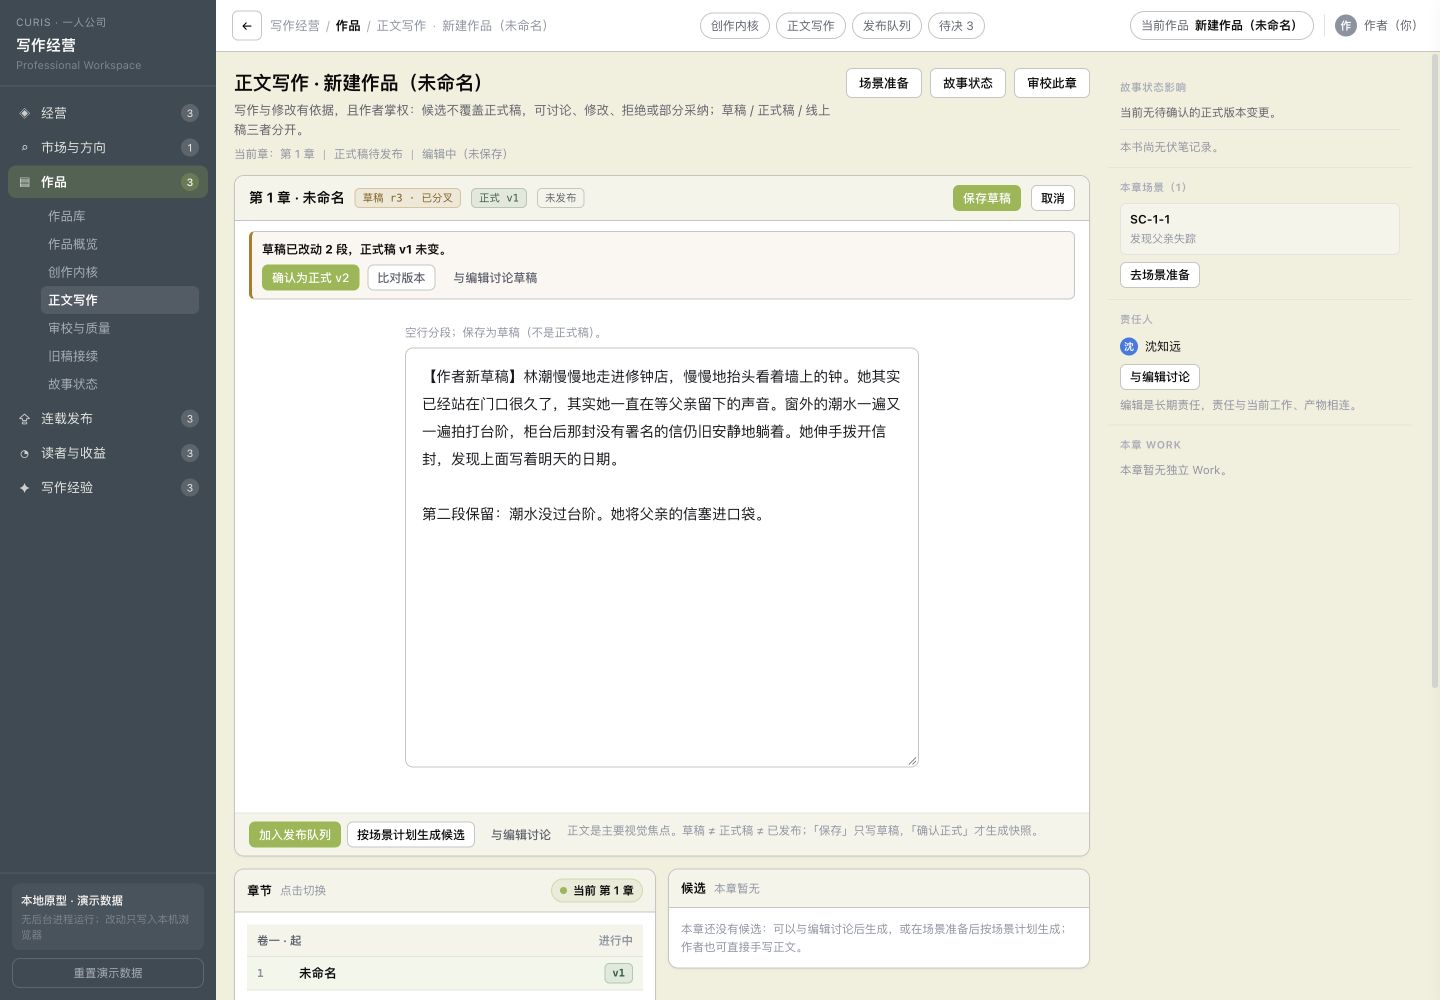 CURIS · 一人公司
写作经营
Professional Workspace
经营 3
市场与方向 1
作品 3
作品库
作品概览
创作内核
正文写作
审校与质量
旧稿接续
故事状态
连载发布 3
读者与收益 3
写作经验 3
本地原型 · 演示数据
无后台进程运行；改动只写入本机浏
览器
重置演示数据
写作经营 / 作品 / 正文写作 · 新建作品（未命名）
创作内核
正文写作
发布队列
待决 3
当前作品 新建作品（未命名）
作 作者（你）
正文写作 · 新建作品（未命名）
写作与修改有依据，且作者掌权：候选不覆盖正式稿，可讨论、修改、拒绝或部分采纳；草稿 / 正式稿 / 线上
稿三者分开。
当前章：第 1 章 | 正式稿待发布 | 编辑中（未保存）
场景准备
故事状态
审校此章
第 1 章 · 未命名
草稿 r3 · 已分叉
正式 v1
未发布
保存草稿
取消
草稿已改动 2 段，正式稿 v1 未变。
确认为正式 v2
比对版本
与编辑讨论草稿
空行分段；保存为草稿（不是正式稿）。
【作者新草稿】林潮慢慢地走进修钟店，慢慢地抬头看着墙上的钟。她其实
已经站在门口很久了，其实她一直在等父亲留下的声音。窗外的潮水一遍又
一遍拍打台阶，柜台后那封没有署名的信仍旧安静地躺着。她伸手拨开信
封，发现上面写着明天的日期。
第二段保留：潮水没过台阶。她将父亲的信塞进口袋。
加入发布队列
按场景计划生成候选
与编辑讨论
正文是主要视觉焦点。草稿 ≠ 正式稿 ≠ 已发布；「保存」只写草稿，「确认正式」才生成快照。
章节 点击切换
当前 第 1 章
卷一 · 起 进行中
1 未命名 v1
候选 本章暂无
本章还没有候选：可以与编辑讨论后生成，或在场景准备后按场景计划生成；
作者也可直接手写正文。
故事状态影响
当前无待确认的正式版本变更。
本书尚无伏笔记录。
本章场景（1）
SC-1-1
发现父亲失踪
去场景准备
责任人
沈 沈知远
与编辑讨论
编辑是长期责任，责任与当前工作、产物相连。
本章 WORK
本章暂无独立 Work。